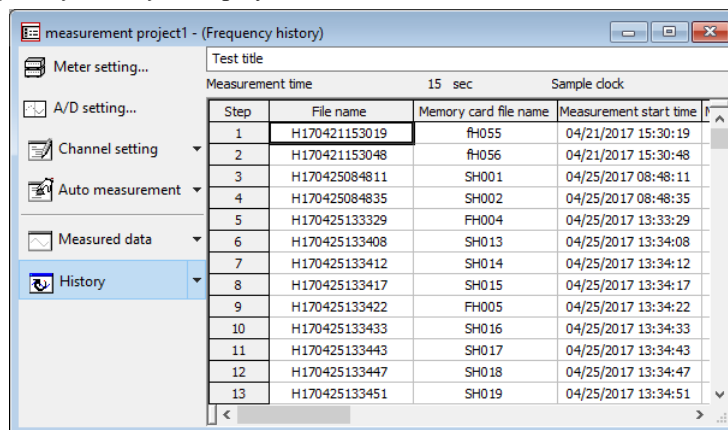 measurement project1 - (Frequency history)
Meter setting...
A/D setting...
Channel setting
Auto measurement
Measured data
History
Test title
Measurement time 15 sec Sample clock
Step File name Memory card file name Measurement start time
1 H170421153019 fH055 04/21/2017 15:30:19
2 H170421153048 fH056 04/21/2017 15:30:48
3 H170425084811 SH001 04/25/2017 08:48:11
4 H170425084835 SH002 04/25/2017 08:48:35
5 H170425133329 FH004 04/25/2017 13:33:29
6 H170425133408 SH013 04/25/2017 13:34:08
7 H170425133412 SH014 04/25/2017 13:34:12
8 H170425133417 SH015 04/25/2017 13:34:17
9 H170425133422 FH005 04/25/2017 13:34:22
10 H170425133433 SH016 04/25/2017 13:34:33
11 H170425133443 SH017 04/25/2017 13:34:43
12 H170425133447 SH018 04/25/2017 13:34:47
13 H170425133451 SH019 04/25/2017 13:34:51